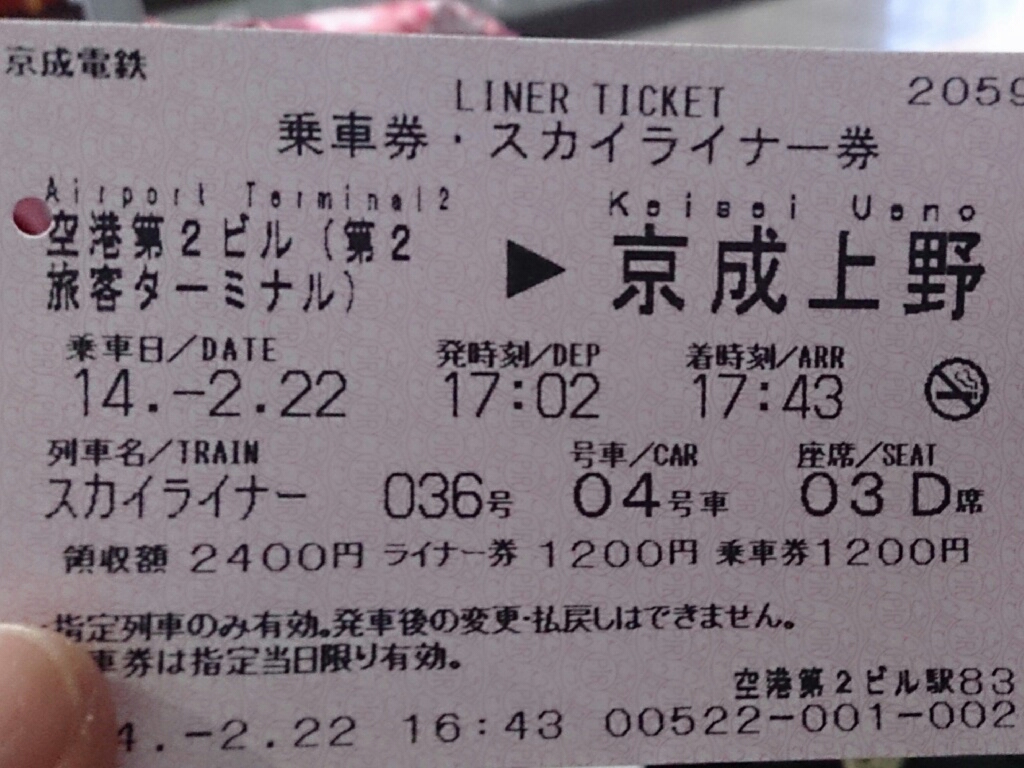 京成電鉄
LINER TICKET 2059
乗車券・スカイライナー券
Airport Terminal2 Keisei Ueno
空港第2ビル(第2
旅客ターミナル) ▶ 京成上野
乗車日/DATE 発時刻/DEP 着時刻/ARR
14.-2.22 17:02 17:43
列車名/TRAIN 号車/CAR 座席/SEAT
スカイライナー 036号 04号車 03 D席
領収額 2400円 ライナー券 1200円 乗車券1200円
指定列車のみ有効。発車後の変更・払戻しはできません。
車券は指定当日限り有効。
空港第2ビル駅83
4.-2.22 16:43 00522-001-002